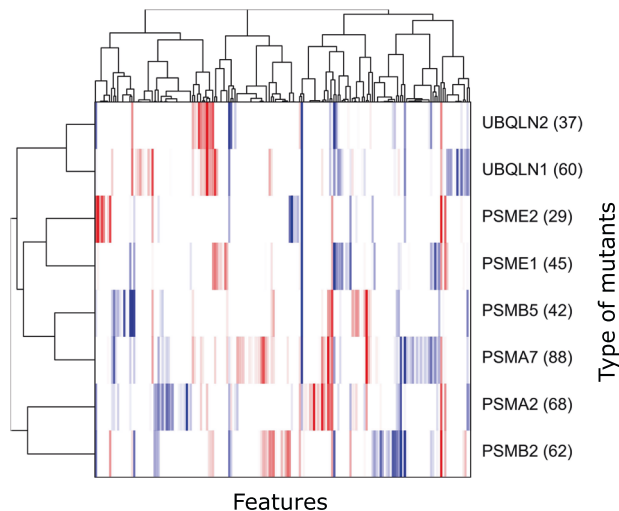 UBQLN2 (37)
UBQLN1 (60)
PSME2 (29)
PSME1 (45)
PSMB5 (42)
PSMA7 (88)
PSMA2 (68)
PSMB2 (62)
Type of mutants
Features